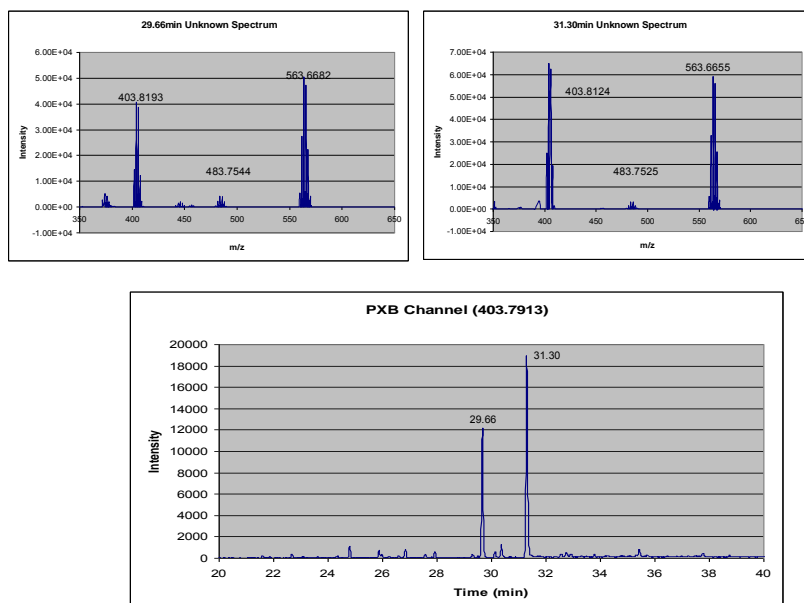 29.66min Unknown Spectrum
6.00E+04
5.00E+04
4.00E+04
3.00E+04
2.00E+04
1.00E+04
0.00E+00
-1.00E+04
Intensity
403.8193
483.7544
563.6682
350 400 450 500 550 600 650
m/z
31.30min Unknown Spectrum
7.00E+04
6.00E+04
5.00E+04
4.00E+04
3.00E+04
2.00E+04
1.00E+04
0.00E+00
-1.00E+04
Intensity
403.8124
483.7525
563.6655
350 400 450 500 550 600 650
m/z
PXB Channel (403.7913)
20000
18000
16000
14000
12000
10000
8000
6000
4000
2000
0
Intensity
29.66
31.30
20 22 24 26 28 30 32 34 36 38 40
Time (min)